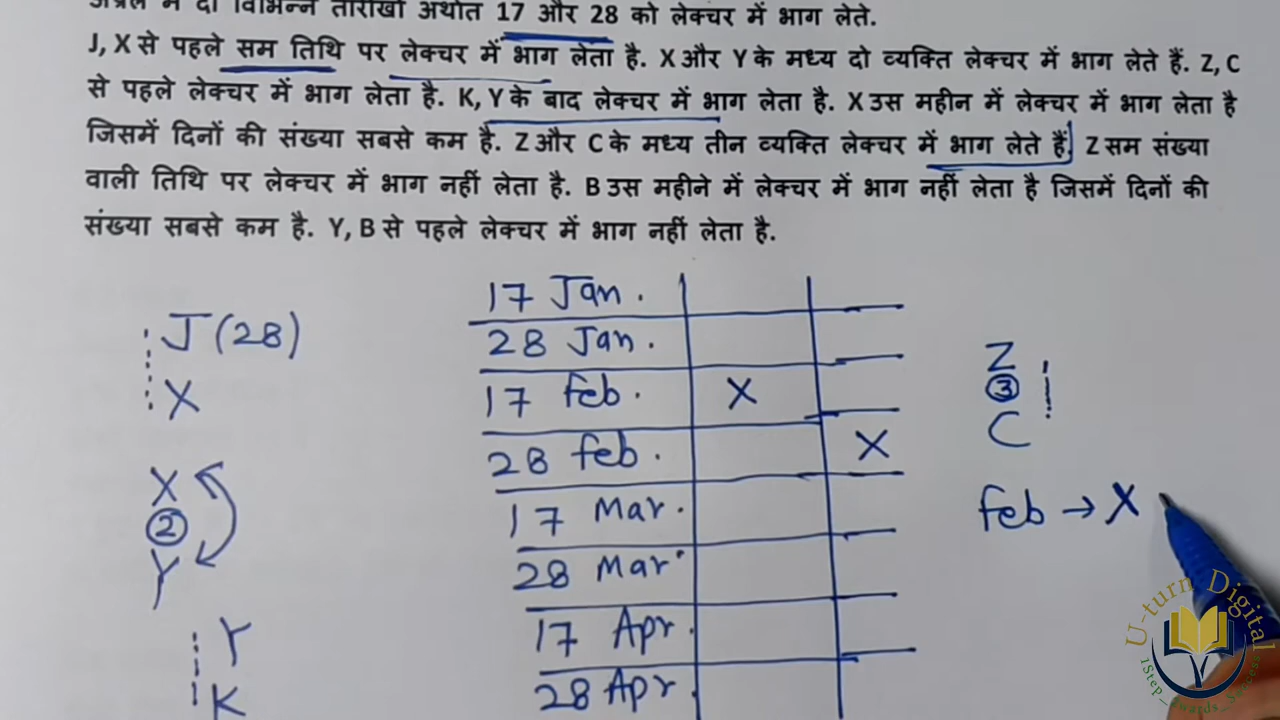 अप्रैल में दो विभिन्न तारीखों अर्थात 17 और 28 को लेक्चर में भाग लेते.
J, X से पहले सम तिथि पर लेक्चर में भाग लेता है. X और Y के मध्य दो व्यक्ति लेक्चर में भाग लेते हैं. Z, C
से पहले लेक्चर में भाग लेता है. K, Y के बाद लेक्चर में भाग लेता है. X उस महीन में लेक्चर में भाग लेता है
जिसमें दिनों की संख्या सबसे कम है. Z और C के मध्य तीन व्यक्ति लेक्चर में भाग लेते हैं. Z सम संख्या
वाली तिथि पर लेक्चर में भाग नहीं लेता है. B उस महीने में लेक्चर में भाग नहीं लेता है जिसमें दिनों की
संख्या सबसे कम है. Y, B से पहले लेक्चर में भाग नहीं लेता है.
17 Jan.
J (28)
28 Jan.
Z
X
17 Feb. X
③
C
28 Feb. X
X
②
Y
17 Mar.
Feb → X
28 Mar.
Y
17 Apr.
K
28 Apr.
U-turn Digital
1Step Towards Success